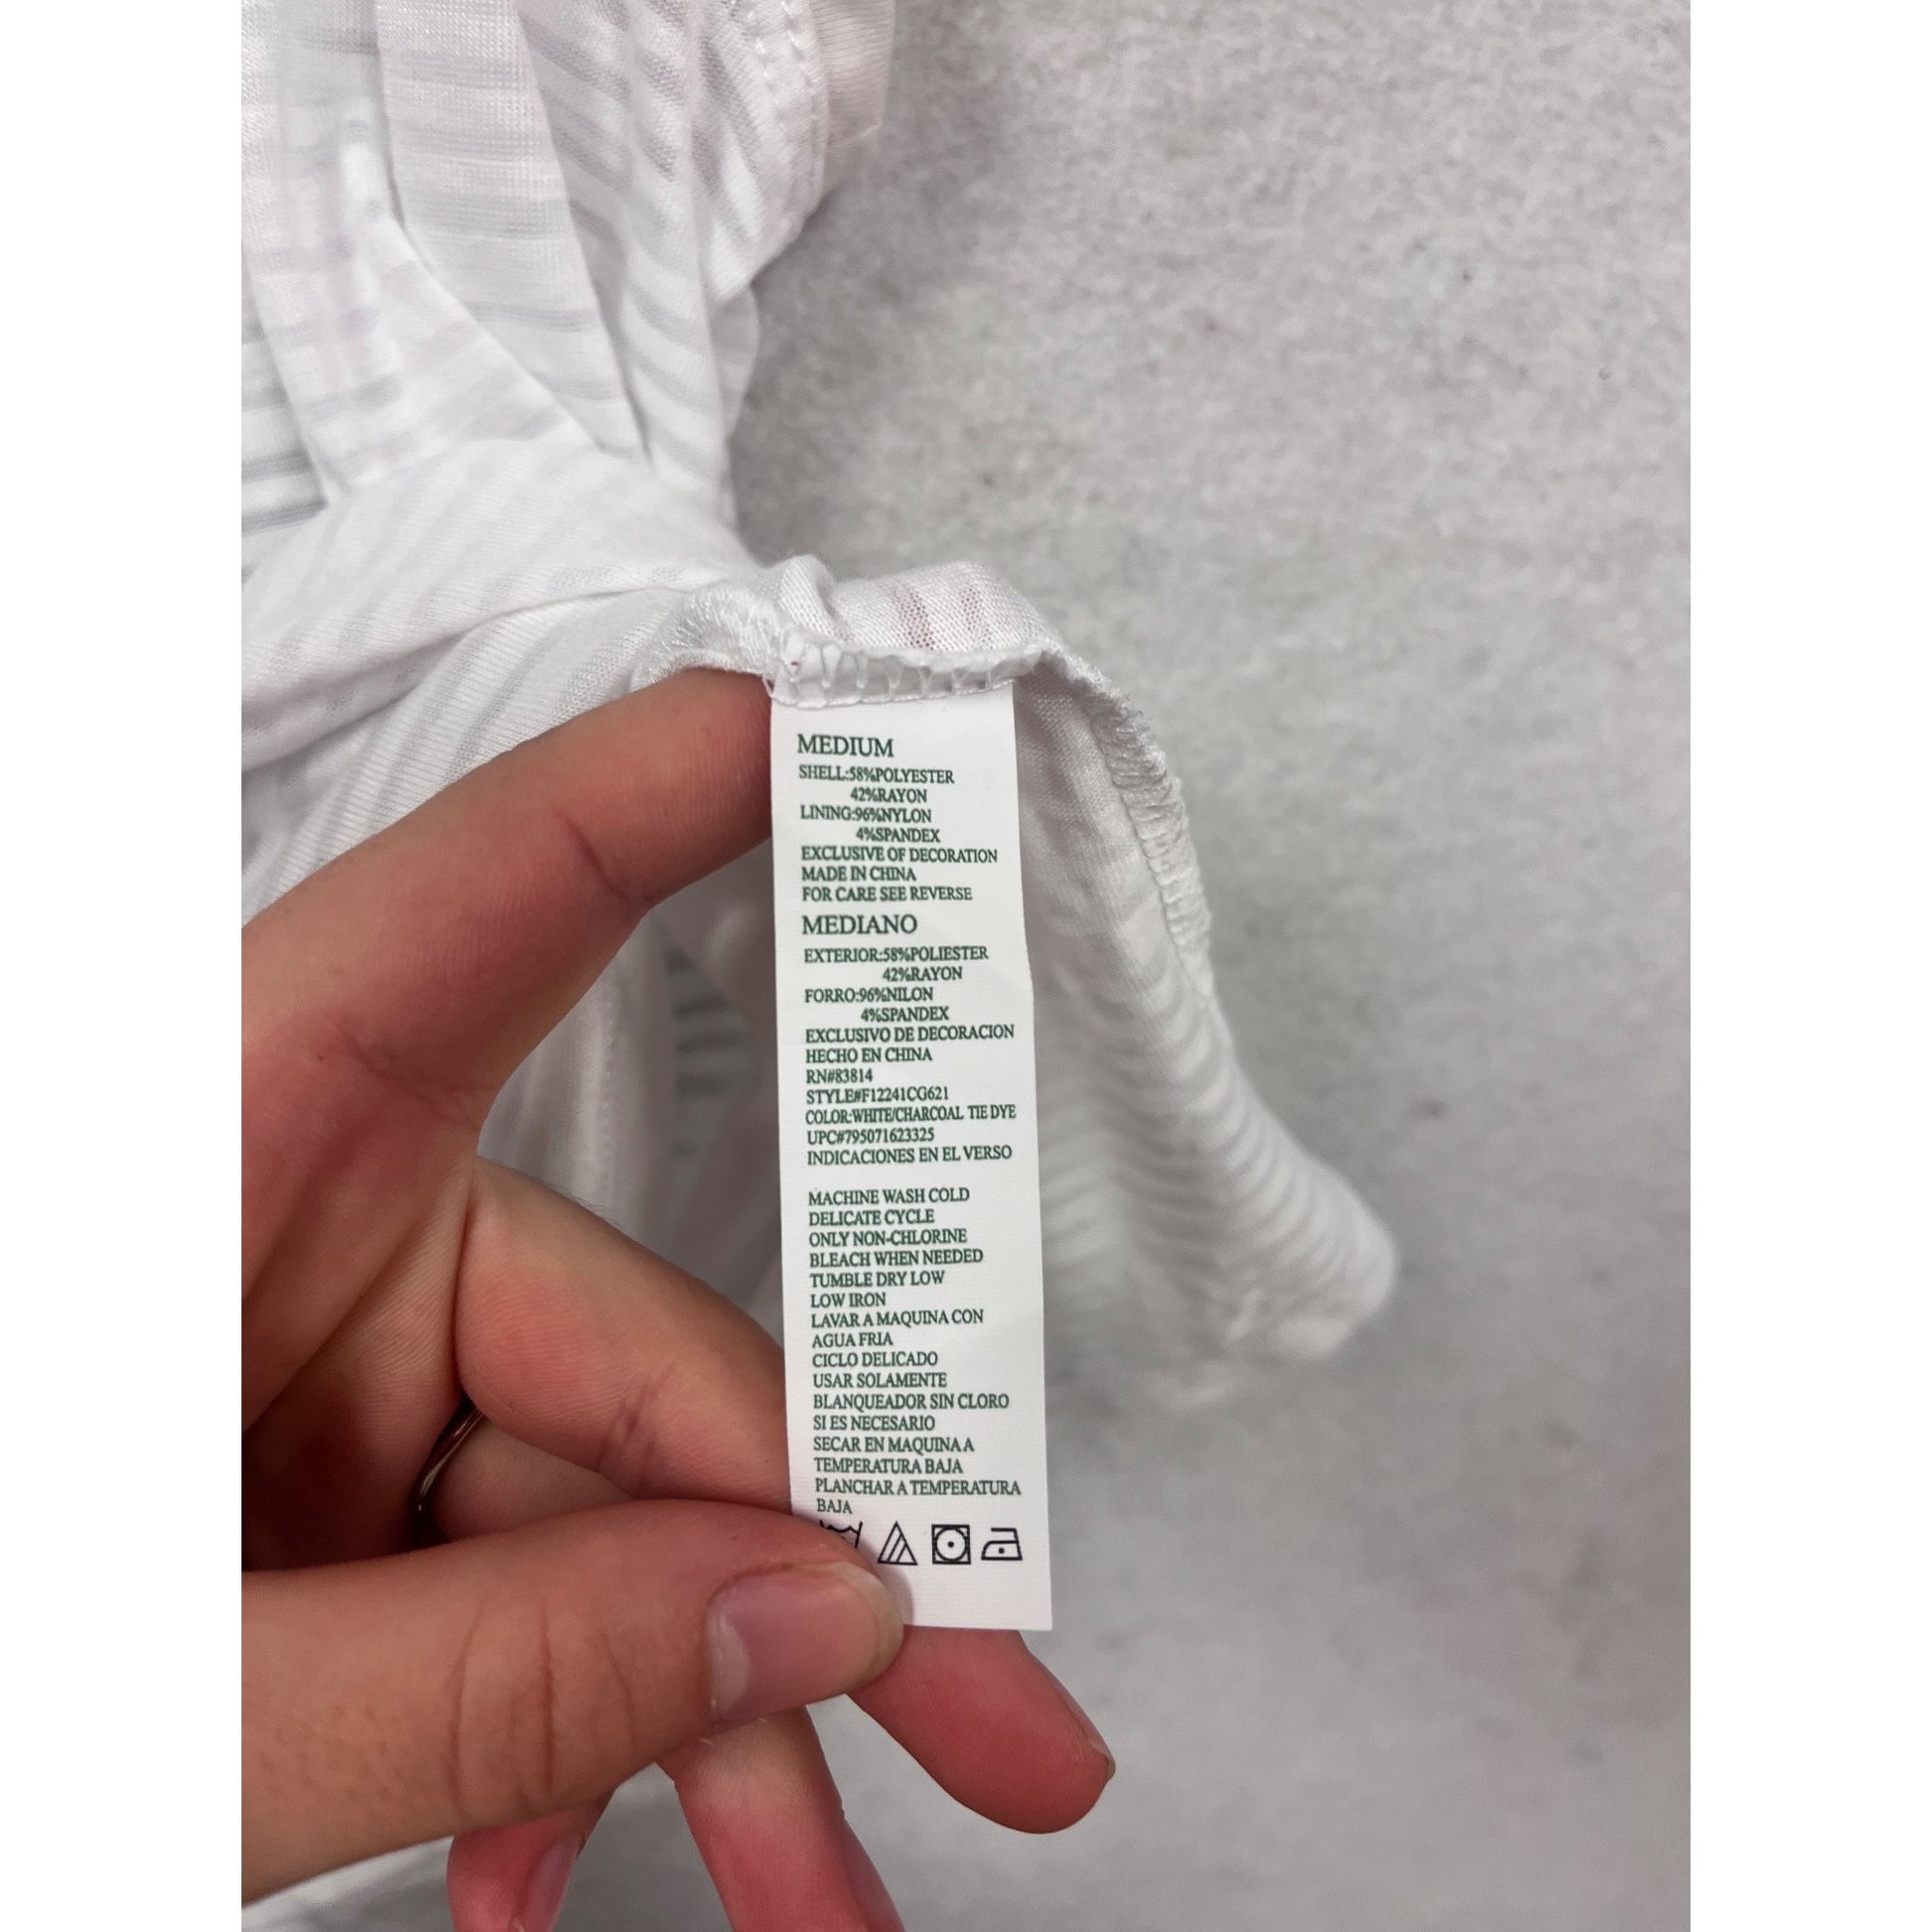 MEDIUM
SHELL:58%POLYESTER
42%RAYON
LINING:96%NYLON
4%SPANDEX
EXCLUSIVE OF DECORATION
MADE IN CHINA
FOR CARE SEE REVERSE
MEDIANO
EXTERIOR:58%POLIESTER
42%RAYON
FORRO:96%NILON
4%SPANDEX
EXCLUSIVO DE DECORACION
HECHO EN CHINA
RN#83814
STYLE#F12241CG621
COLOR:WHITE/CHARCOAL TIE DYE
UPC#795071623325
INDICACIONES EN EL VERSO
MACHINE WASH COLD
DELICATE CYCLE
ONLY NON-CHLORINE
BLEACH WHEN NEEDED
TUMBLE DRY LOW
LOW IRON
LAVAR A MAQUINA CON
AGUA FRIA
CICLO DELICADO
USAR SOLAMENTE
BLANQUEADOR SIN CLORO
SI ES NECESARIO
SECAR EN MAQUINA A
TEMPERATURA BAJA
PLANCHAR A TEMPERATURA
BAJA